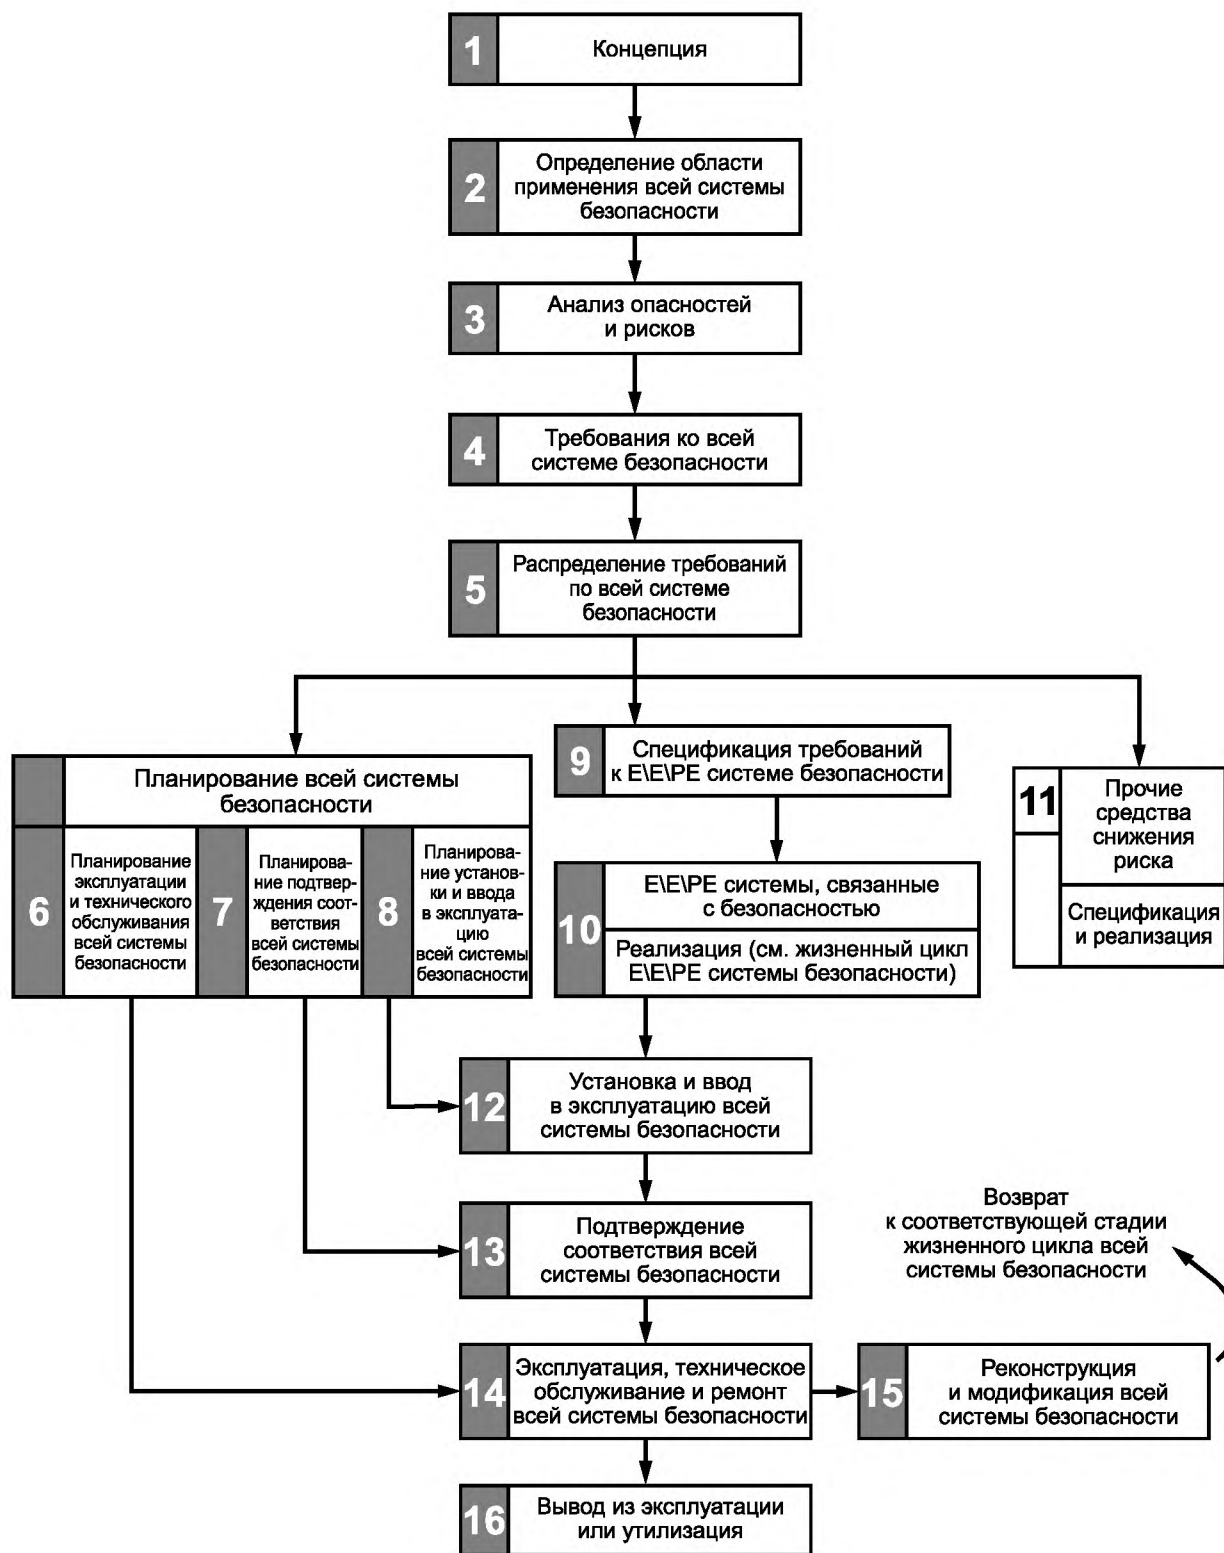 1
Концепция
2
Определение области
применения всей системы
безопасности
3
Анализ опасностей
и рисков
4
Требования ко всей
системе безопасности
5
Распределение требований
по всей системе
безопасности
Планирование всей системы
безопасности
6
Планирование
эксплуатации
и технического
обслуживания
всей системы
безопасности
7
Планирова-
ние подтвер-
ждения соот-
ветствия
всей системы
безопасности
8
Планирова-
ние установ-
ки и ввода
в эксплуата-
цию
всей системы
безопасности
9
Спецификация требований
к E\E\PE системе безопасности
10
E\E\PE системы, связанные
с безопасностью
Реализация (см. жизненный цикл
E\E\PE системы безопасности)
11
Прочие
средства
снижения
риска
Спецификация
и реализация
12
Установка и ввод
в эксплуатацию всей
системы безопасности
13
Подтверждение
соответствия всей
системы безопасности
Возврат
к соответствующей стадии
жизненного цикла всей
системы безопасности
14
Эксплуатация, техническое
обслуживание и ремонт
всей системы безопасности
15
Реконструкция
и модификация всей
системы безопасности
16
Вывод из эксплуатации
или утилизация